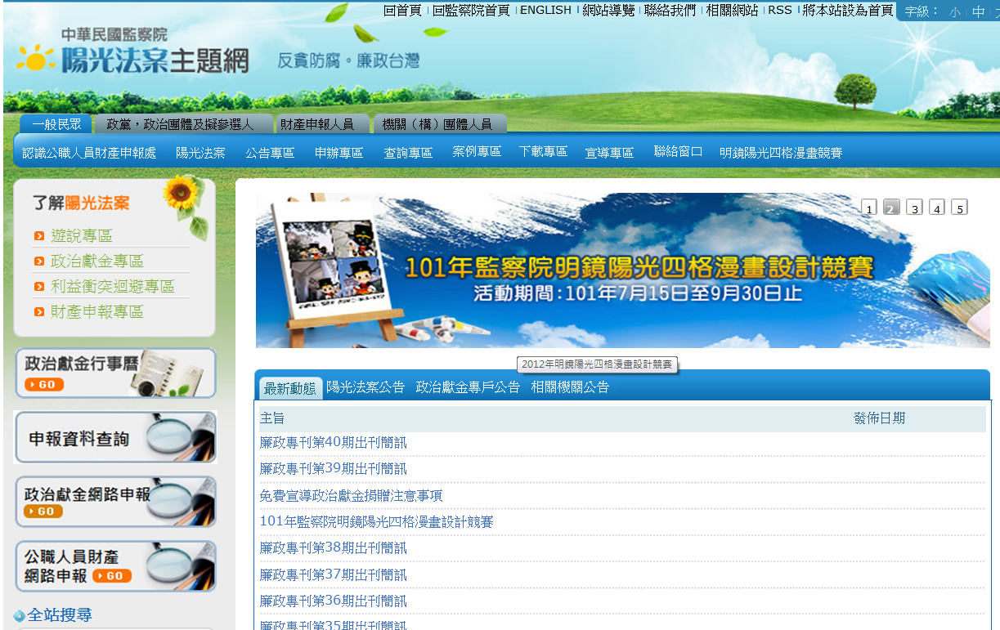 回首頁 | 回監察院首頁 | ENGLISH | 網站導覽 | 聯絡我們 | 相關網站 | RSS | 將本站設為首頁
字級： 小 | 中 |
中華民國監察院
陽光法案主題網
反貪防腐。廉政台灣
一般民眾 政黨，政治團體及擬參選人 財產申報人員 機關（構）團體人員
認識公職人員財產申報處 陽光法案 公告專區 申辦專區 查詢專區 案例專區 下載專區 宣導專區 聯絡窗口 明鏡陽光四格漫畫競賽
了解陽光法案
遊說專區
政治獻金專區
利益衝突迴避專區
財產申報專區
政治獻金行事曆
GO
申報資料查詢
政治獻金網路申報
GO
公職人員財產
網路申報 GO
全站搜尋
1 2 3 4 5
101年監察院明鏡陽光四格漫畫設計競賽
活動期間:101年7月15日至9月30日止
2012年明鏡陽光四格漫畫設計競賽
最新動態 陽光法案公告 政治獻金專戶公告 相關機關公告
主旨 發佈日期
廉政專刊第40期出刊簡訊
廉政專刊第39期出刊簡訊
免費宣導政治獻金捐贈注意事項
101年監察院明鏡陽光四格漫畫設計競賽
廉政專刊第38期出刊簡訊
廉政專刊第37期出刊簡訊
廉政專刊第36期出刊簡訊
廉政專刊第35期出刊簡訊